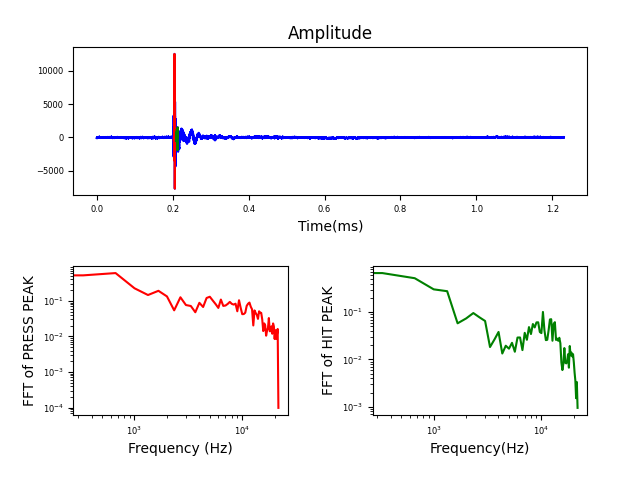 Amplitude
10000
5000
0
−5000
0.0 0.2 0.4 0.6 0.8 1.0 1.2
Time(ms)
FFT of PRESS PEAK
10⁻¹
10⁻²
10⁻³
10⁻⁴
10³ 10⁴
Frequency (Hz)
FFT of HIT PEAK
10⁻¹
10⁻²
10⁻³
10³ 10⁴
Frequency(Hz)